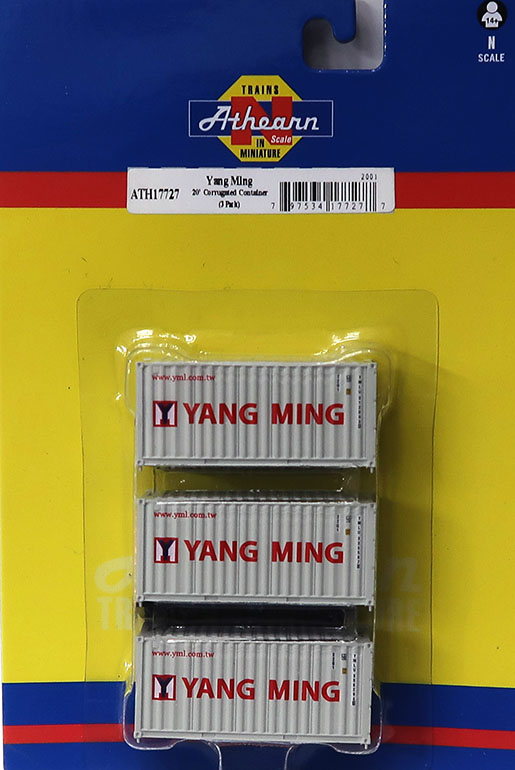 14+
N
SCALE
TRAINS
N
Athearn
Scale
IN
MINIATURE
ATH17727
Yang Ming
20' Corrugated Container
(3 Pack)
2001
7 97534 17727 7
www.yml.com.tw
YANG MING
www.yml.com.tw
YANG MING
www.yml.com.tw
YANG MING